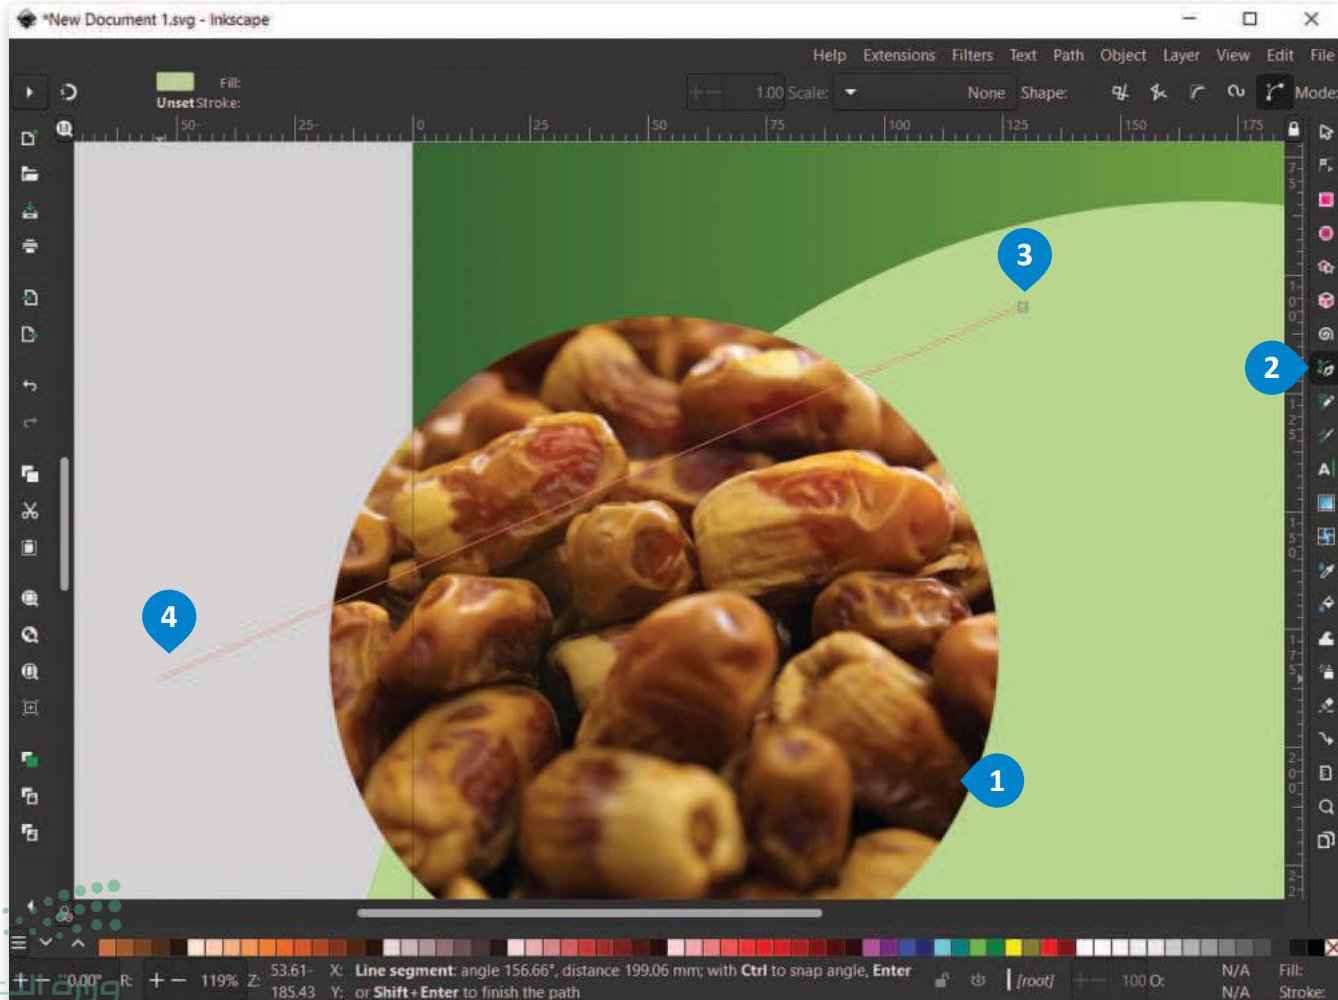 *New Document 1.svg - Inkscape
Help Extensions Filters Text Path Object Layer View Edit File
Fill:
Unset Stroke:
1.00 Scale: None Shape: Mode:
50- 25- 0 25 50 75 100 125 150 175
3
2
4
1
0.00° R: 119% Z: 53.61- X: Line segment: angle 156.66°, distance 199.06 mm; with Ctrl to snap angle, Enter [root] 100 O: N/A Fill:
185.43 Y: or Shift+Enter to finish the path N/A Stroke: